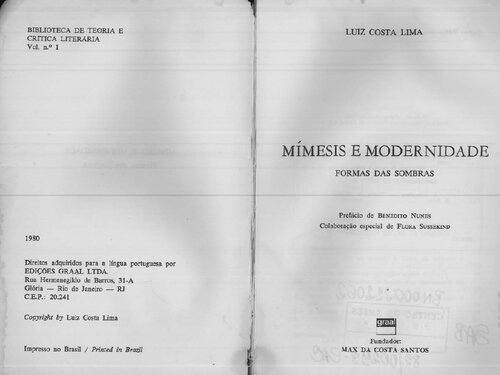 BIBLIOTECA DE TEORIA E
CRÍTICA LITERÁRIA
Vol. n.º 1
1980
Direitos adquiridos para a língua portuguesa por
EDIÇÕES GRAAL LTDA.
Rua Hermenegildo de Barros, 31-A
Glória — Rio de Janeiro — RJ
C.E.P.: 20.241
Copyright by Luiz Costa Lima
Impresso no Brasil / Printed in Brazil
LUIZ COSTA LIMA
MÍMESIS E MODERNIDADE
FORMAS DAS SOMBRAS
Prefácio de BENEDITO NUNES
Colaboração especial de FLORA SUSSEKIND
graal
Fundador:
MAX DA COSTA SANTOS